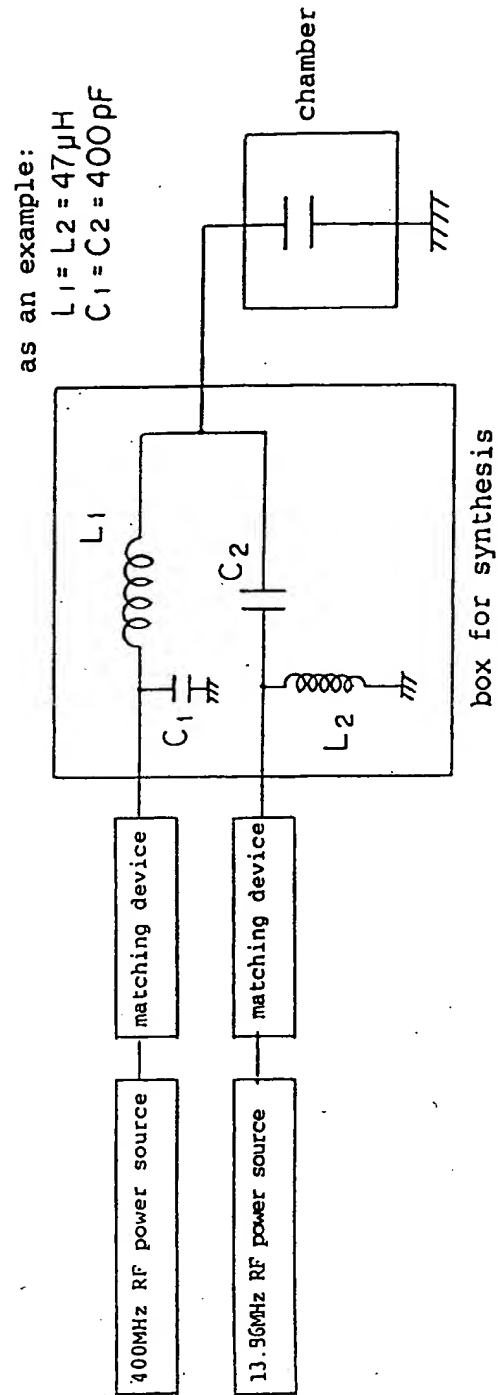 400MHz RF power source
matching device
13.96MHz RF power source
matching device
L1
C1
C2
L2
box for synthesis
as an example:
L1 = L2 = 47μH
C1 = C2 = 400pF
chamber